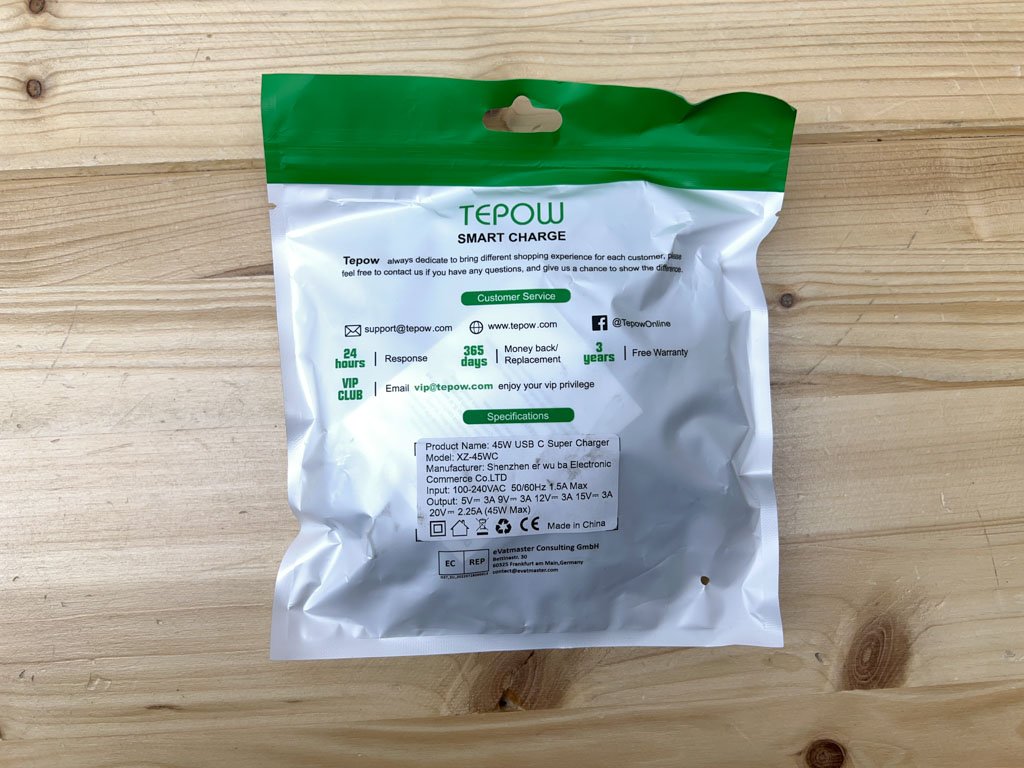 TEPOW
SMART CHARGE
Tepow always dedicate to bring different shopping experience for each customer, please
feel free to contact us if you have any questions, and give us a chance to show the difference.
Customer Service
support@tepow.com www.tepow.com @TepowOnline
24 hours Response 365 days Money back/ Replacement 3 years Free Warranty
VIP CLUB Email vip@tepow.com enjoy your vip privilege
Specifications
Product Name: 45W USB C Super Charger
Model: XZ-45WC
Manufacturer: Shenzhen er wu ba Electronic
Commerce Co.LTD
Input: 100-240VAC 50/60Hz 1.5A Max
Output: 5V⎓ 3A 9V⎓ 3A 12V⎓ 3A 15V⎓ 3A
20V⎓ 2.25A (45W Max)
CE Made in China
EC REP
eVatmaster Consulting GmbH
Bettinastr. 30
60325 Frankfurt am Main,Germany
contact@evatmaster.com